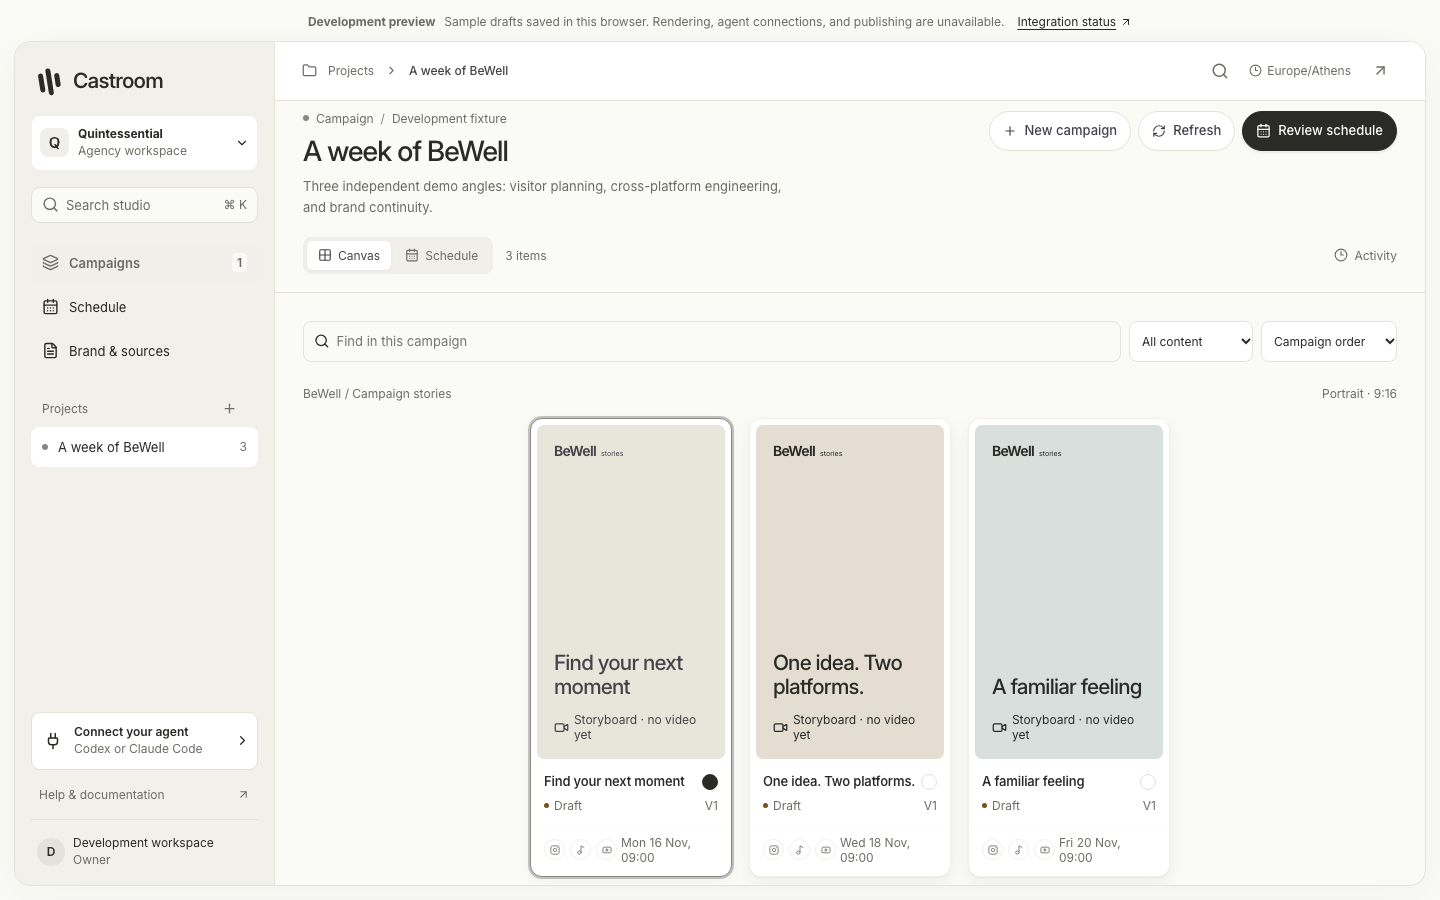 Development preview Sample drafts saved in this browser. Rendering, agent connections, and publishing are unavailable. Integration status
Castroom
Q
Quintessential
Agency workspace
Search studio ⌘ K
Campaigns 1
Schedule
Brand & sources
Projects
A week of BeWell 3
Connect your agent
Codex or Claude Code
Help & documentation
D
Development workspace
Owner
Projects > A week of BeWell
Europe/Athens
Campaign / Development fixture
A week of BeWell
Three independent demo angles: visitor planning, cross-platform engineering,
and brand continuity.
New campaign
Refresh
Review schedule
Canvas
Schedule
3 items
Activity
Find in this campaign
All content
Campaign order
BeWell / Campaign stories
Portrait · 9:16
BeWell stories
Find your next
moment
Storyboard · no video
yet
Find your next moment
Draft V1
Mon 16 Nov,
09:00
BeWell stories
One idea. Two
platforms.
Storyboard · no video
yet
One idea. Two platforms.
Draft V1
Wed 18 Nov,
09:00
BeWell stories
A familiar feeling
Storyboard · no video
yet
A familiar feeling
Draft V1
Fri 20 Nov,
09:00